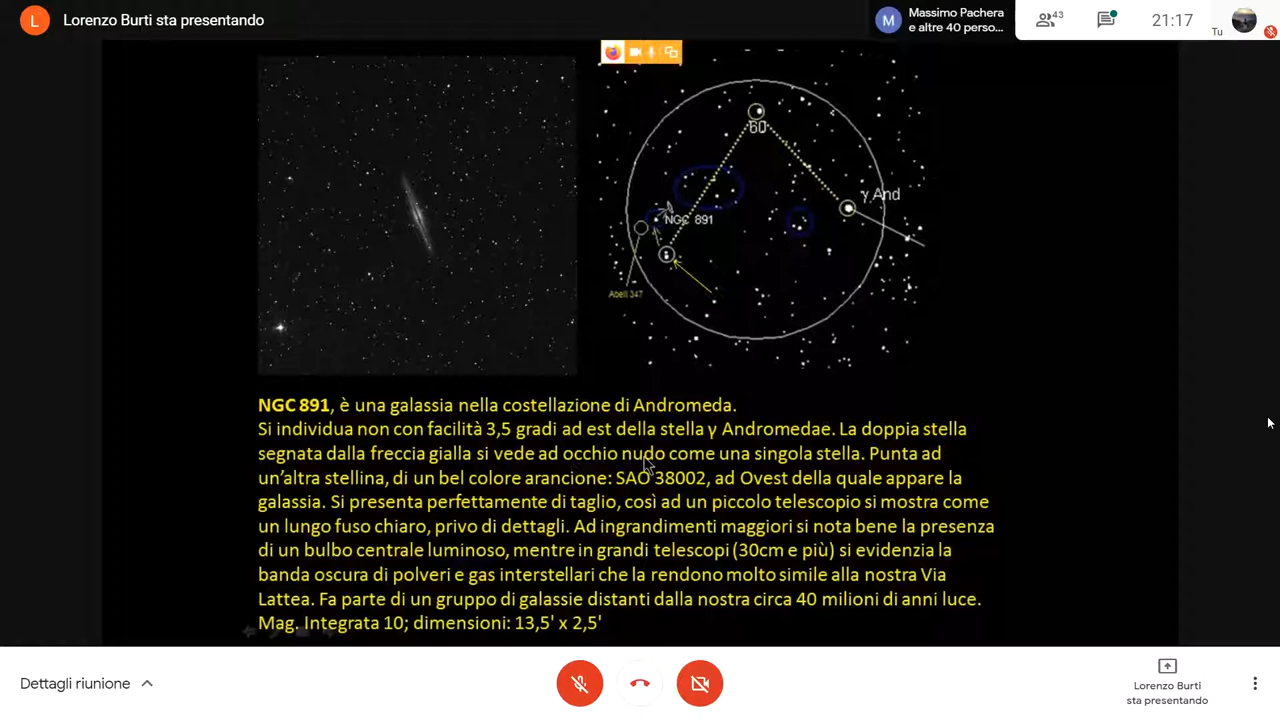 L Lorenzo Burti sta presentando
M Massimo Pachera
e altre 40 perso...
43
21:17
Tu
60
γ And
NGC 891
Abell 347
NGC 891, è una galassia nella costellazione di Andromeda.
Si individua non con facilità 3,5 gradi ad est della stella γ Andromedae. La doppia stella
segnata dalla freccia gialla si vede ad occhio nudo come una singola stella. Punta ad
un'altra stellina, di un bel colore arancione: SAO 38002, ad Ovest della quale appare la
galassia. Si presenta perfettamente di taglio, così ad un piccolo telescopio si mostra come
un lungo fuso chiaro, privo di dettagli. Ad ingrandimenti maggiori si nota bene la presenza
di un bulbo centrale luminoso, mentre in grandi telescopi (30cm e più) si evidenzia la
banda oscura di polveri e gas interstellari che la rendono molto simile alla nostra Via
Lattea. Fa parte di un gruppo di galassie distanti dalla nostra circa 40 milioni di anni luce.
Mag. Integrata 10; dimensioni: 13,5' x 2,5'
Dettagli riunione
Lorenzo Burti
sta presentando